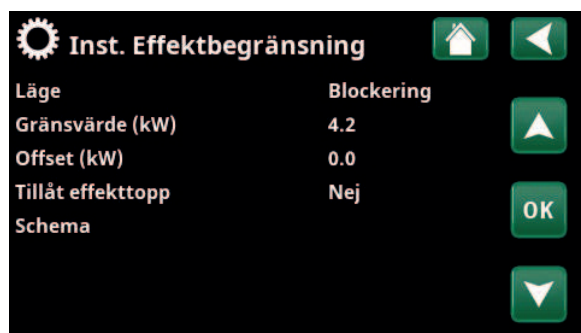 Inst. Effektbegränsning
Läge Blockering
Gränsvärde (kW) 4.2
Offset (kW) 0.0
Tillåt effekttopp Nej
Schema
OK